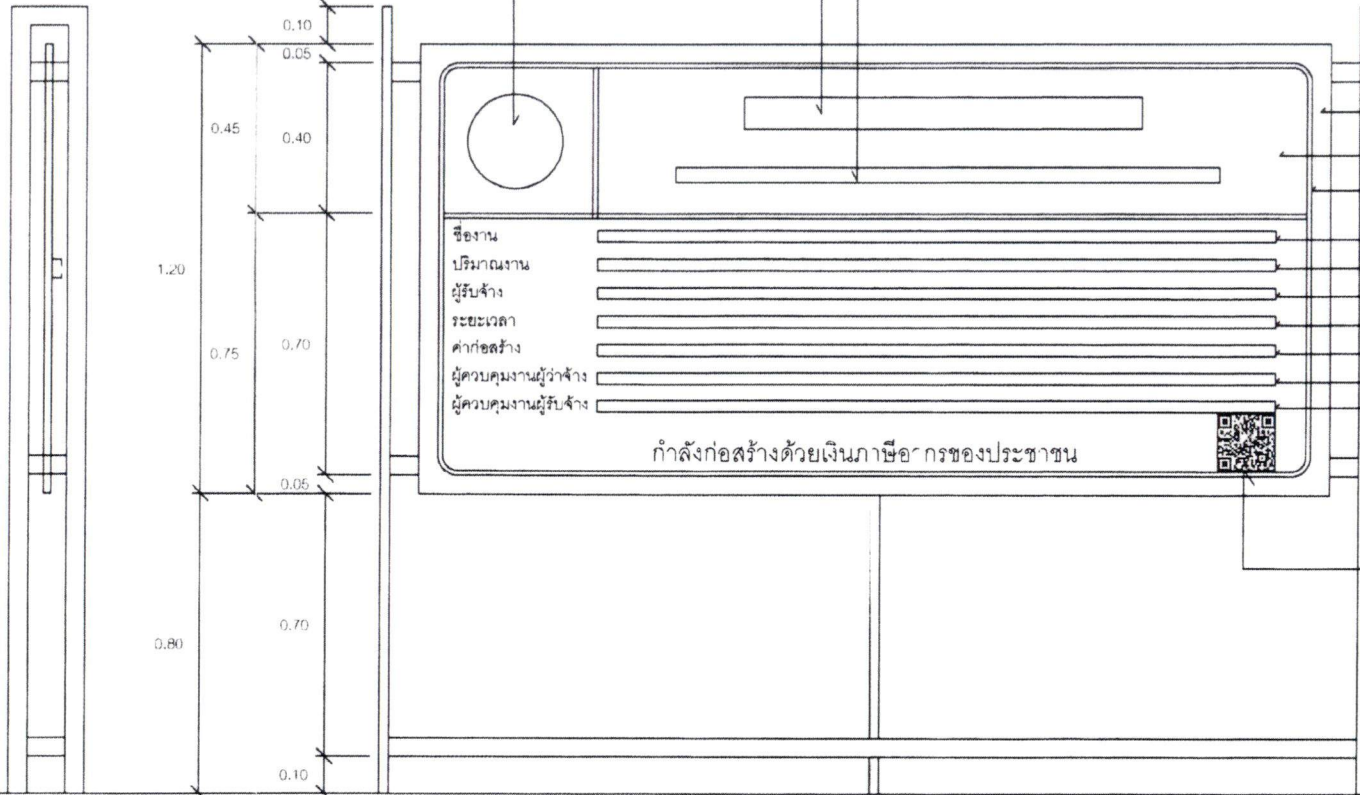 0.10
0.05
0.45
0.40
1.20
0.75
0.70
0.05
0.80
0.70
0.10
ชื่องาน
ปริมาณงาน
ผู้รับจ้าง
ระยะเวลา
ค่าก่อสร้าง
ผู้ควบคุมงานผู้ว่าจ้าง
ผู้ควบคุมงานผู้รับจ้าง
กำลังก่อสร้างด้วยเงินภาษีอากรของประชาชน